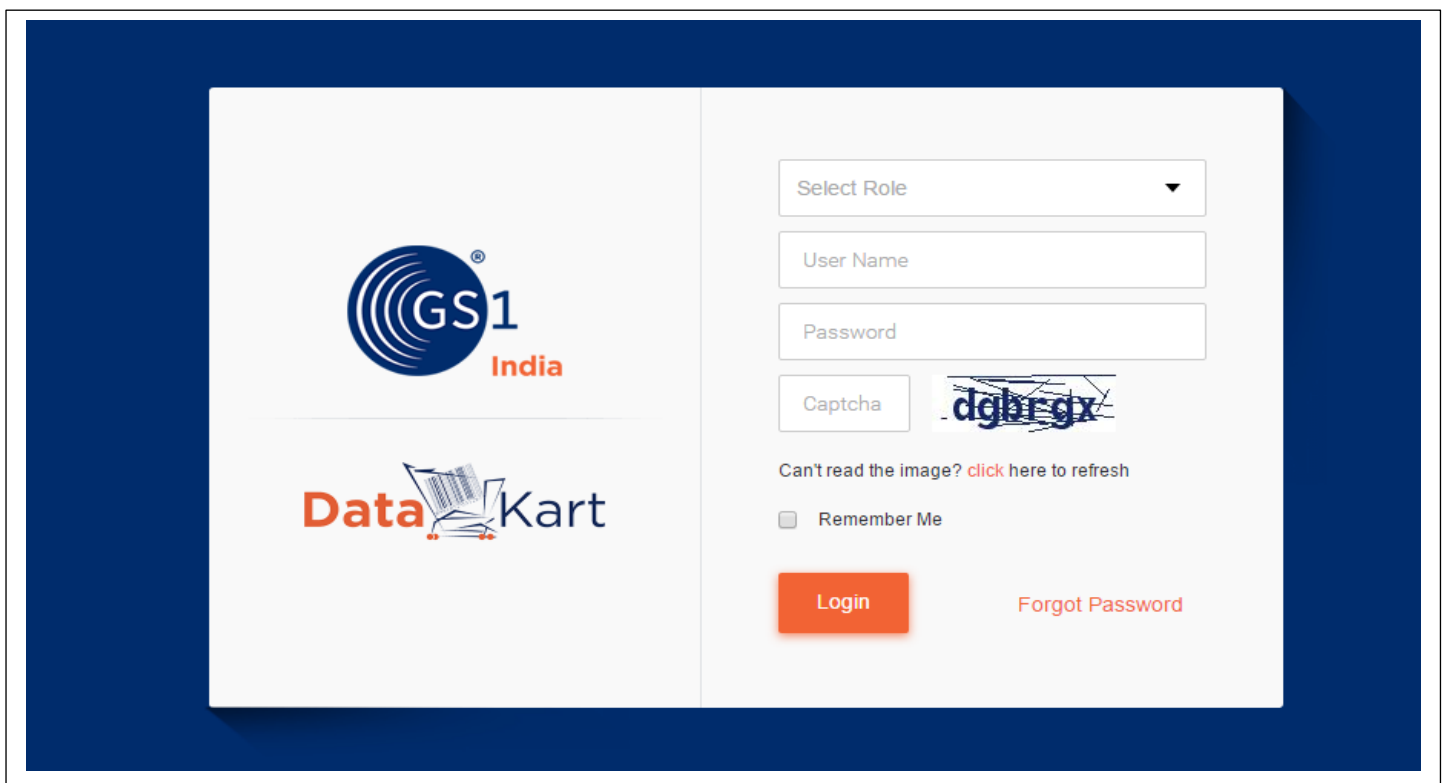 GS1 ®
India
Data Kart
Select Role
User Name
Password
Captcha
dgbrgx
Can't read the image? click here to refresh
Remember Me
Login
Forgot Password